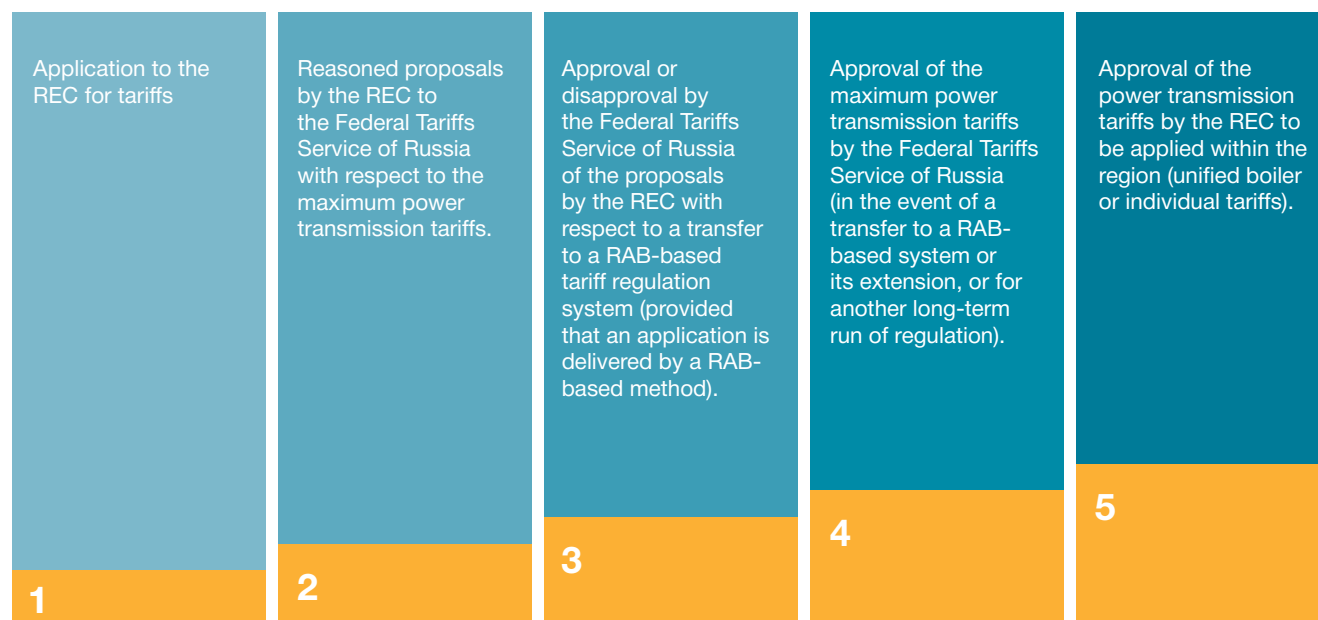 Application to the
REC for tariffs
1
Reasoned proposals
by the REC to
the Federal Tariffs
Service of Russia
with respect to the
maximum power
transmission tariffs.
2
Approval or
disapproval by
the Federal Tariffs
Service of Russia
of the proposals
by the REC with
respect to a transfer
to a RAB-based
tariff regulation
system (provided
that an application is
delivered by a RAB-
based method).
3
Approval of the
maximum power
transmission tariffs
by the Federal Tariffs
Service of Russia
(in the event of a
transfer to a RAB-
based system or
its extension, or for
another long-term
run of regulation).
4
Approval of the
power transmission
tariffs by the REC to
be applied within the
region (unified boiler
or individual tariffs).
5